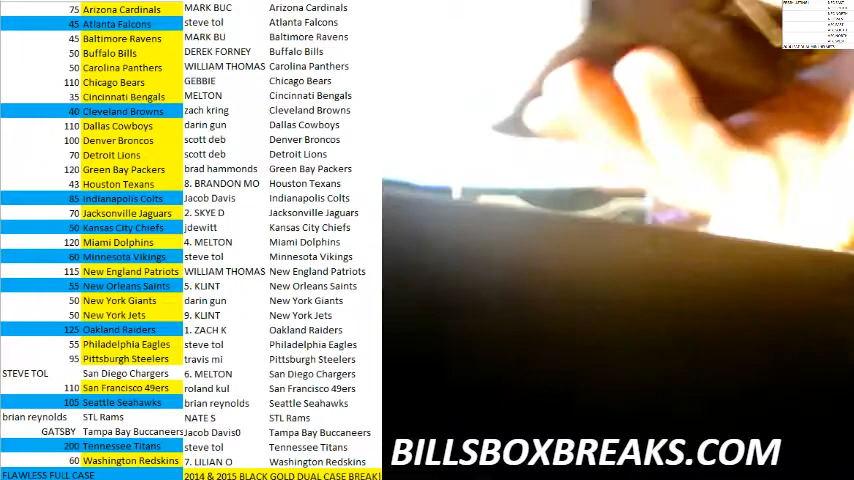 75 Arizona Cardinals MARK BUC Arizona Cardinals
45 Atlanta Falcons steve tol Atlanta Falcons
45 Baltimore Ravens MARK BU Baltimore Ravens
50 Buffalo Bills DEREK FORNEY Buffalo Bills
50 Carolina Panthers WILLIAM THOMAS Carolina Panthers
110 Chicago Bears GEBBIE Chicago Bears
35 Cincinnati Bengals MELTON Cincinnati Bengals
40 Cleveland Browns zach kring Cleveland Browns
110 Dallas Cowboys darin gun Dallas Cowboys
100 Denver Broncos scott deb Denver Broncos
70 Detroit Lions scott deb Detroit Lions
120 Green Bay Packers brad hammonds Green Bay Packers
43 Houston Texans 8. BRANDON MO Houston Texans
85 Indianapolis Colts Jacob Davis Indianapolis Colts
70 Jacksonville Jaguars 2. SKYE D Jacksonville Jaguars
50 Kansas City Chiefs jdewitt Kansas City Chiefs
120 Miami Dolphins 4. MELTON Miami Dolphins
60 Minnesota Vikings steve tol Minnesota Vikings
115 New England Patriots WILLIAM THOMAS New England Patriots
55 New Orleans Saints 5. KLINT New Orleans Saints
50 New York Giants darin gun New York Giants
50 New York Jets 9. KLINT New York Jets
125 Oakland Raiders 1. ZACH K Oakland Raiders
55 Philadelphia Eagles steve tol Philadelphia Eagles
95 Pittsburgh Steelers travis mi Pittsburgh Steelers
STEVE TOL San Diego Chargers 6. MELTON San Diego Chargers
110 San Francisco 49ers roland kul San Francisco 49ers
105 Seattle Seahawks brian reynolds Seattle Seahawks
brian reynolds STL Rams NATE S STL Rams
GATSBY Tampa Bay Buccaneers Jacob Davis0 Tampa Bay Buccaneers
200 Tennessee Titans steve tol Tennessee Titans
60 Washington Redskins 7. LILIAN O Washington Redskins
FLAWLESS FULL CASE 2014 & 2015 BLACK GOLD DUAL CASE BREAK
BILLSBOXBREAKS.COM